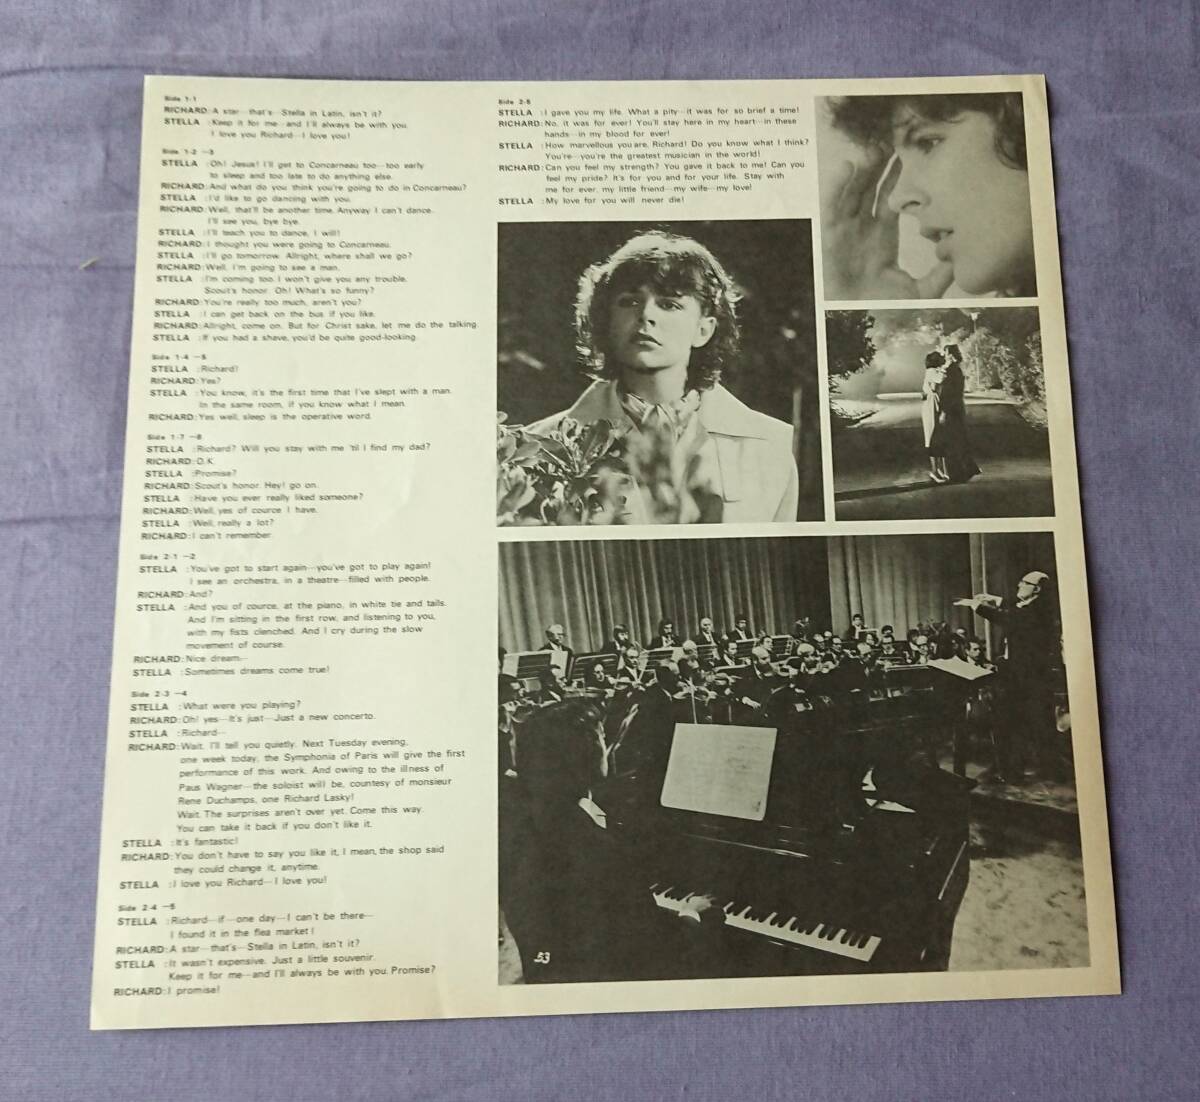 Side 1-1
RICHARD:A star—that's—Stella in Latin, isn't it?
STELLA :Keep it for me—and I'll always be with you.
I love you Richard—I love you!
Side 1-2 —3
STELLA :Oh! Jesus! I'll get to Concarneau too—too early
to sleep and too late to do anything else.
RICHARD:And what do you think you're going to do in Concarneau?
STELLA :I'd like to go dancing with you.
RICHARD:Well, that'll be another time. Anyway I can't dance.
I'll see you, bye bye.
STELLA :I'll teach you to dance, I will!
RICHARD:I thought you were going to Concarneau.
STELLA :I'll go tomorrow. Allright, where shall we go?
RICHARD:Well, I'm going to see a man.
STELLA :I'm coming too. I won't give you any trouble.
Scout's honor. Oh! What's so funny?
RICHARD:You're really too much, aren't you?
STELLA :I can get back on the bus if you like.
RICHARD:Allright, come on. But for Christ sake, let me do the talking.
STELLA :If you had a shave, you'd be quite good-looking.
Side 1-4 —5
STELLA :Richard!
RICHARD:Yes?
STELLA :You know, it's the first time that I've slept with a man.
In the same room, if you know what I mean.
RICHARD:Yes well, sleep is the operative word.
Side 1-7 —8
STELLA :Richard? Will you stay with me 'til I find my dad?
RICHARD:O.K.
STELLA :Promise?
RICHARD:Scout's honor. Hey! go on.
STELLA :Have you ever really liked someone?
RICHARD:Well, yes of cource I have.
STELLA :Well, really a lot?
RICHARD:I can't remember.
Side 2-1 —2
STELLA :You've got to start again—you've got to play again!
I see an orchestra, in a theatre—filled with people.
RICHARD:And?
STELLA :And you of cource, at the piano, in white tie and tails.
And I'm sitting in the first row, and listening to you,
with my fists clenched. And I cry during the slow
movement of course.
RICHARD:Nice dream—
STELLA :Sometimes dreams come true!
Side 2-3 —4
STELLA :What were you playing?
RICHARD:Oh! yes—It's just—Just a new concerto.
STELLA :Richard—
RICHARD:Wait, I'll tell you quietly. Next Tuesday evening,
one week today, the Symphonia of Paris will give the first
performance of this work. And owing to the illness of
Paus Wagner—the soloist will be, countesy of monsieur
Rene Duchamps, one Richard Lasky!
Wait. The surprises aren't over yet. Come this way.
You can take it back if you don't like it.
STELLA :It's fantastic!
RICHARD:You don't have to say you like it, I mean, the shop said
they could change it, anytime.
STELLA :I love you Richard—I love you!
Side 2-4 —5
STELLA :Richard—if—one day—I can't be there—
I found it in the flea market!
RICHARD:A star—that's—Stella in Latin, isn't it?
STELLA :It wasn't expensive. Just a little souvenir.
Keep it for me—and I'll always be with you. Promise?
RICHARD:I promise!
Side 2-5
STELLA :I gave you my life. What a pity—it was for so brief a time!
RICHARD:No, it was for ever! You'll stay here in my heart—in these
hands—in my blood for ever!
STELLA :How marvellous you are, Richard! Do you know what I think?
You're—you're the greatest musician in the world!
RICHARD:Can you feel my strength? You gave it back to me! Can you
feel my pride? It's for you and for your life. Stay with
me for ever, my little friend—my wife—my love!
STELLA :My love for you will never die!
53